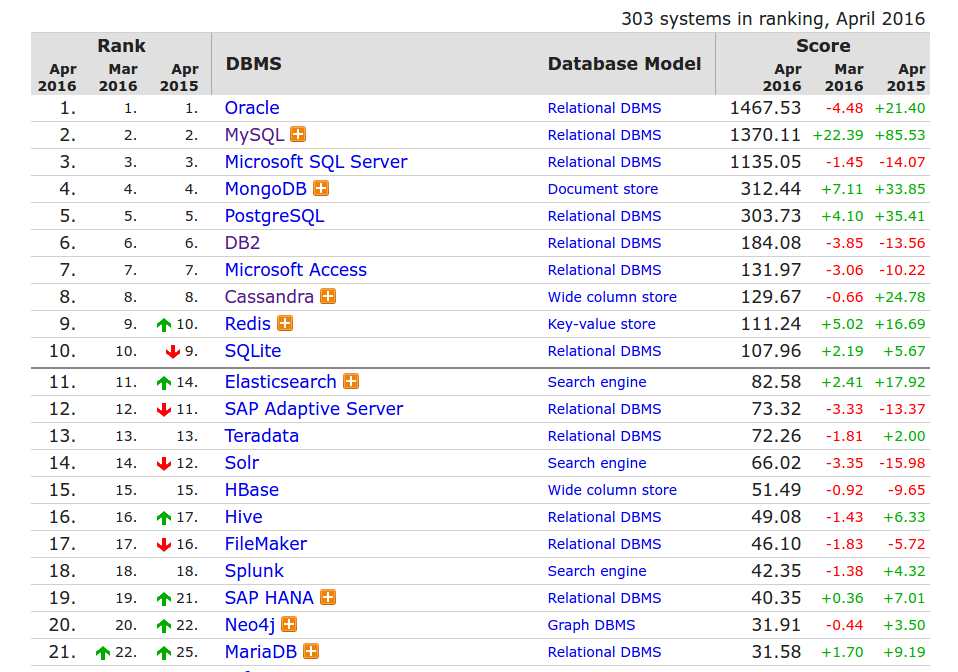 303 systems in ranking, April 2016
Rank Score
DBMS Database Model
Apr Mar Apr Apr Mar Apr
2016 2016 2015 2016 2016 2015
1. 1. 1. Oracle Relational DBMS 1467.53 -4.48 +21.40
2. 2. 2. MySQL Relational DBMS 1370.11 +22.39 +85.53
3. 3. 3. Microsoft SQL Server Relational DBMS 1135.05 -1.45 -14.07
4. 4. 4. MongoDB Document store 312.44 +7.11 +33.85
5. 5. 5. PostgreSQL Relational DBMS 303.73 +4.10 +35.41
6. 6. 6. DB2 Relational DBMS 184.08 -3.85 -13.56
7. 7. 7. Microsoft Access Relational DBMS 131.97 -3.06 -10.22
8. 8. 8. Cassandra Wide column store 129.67 -0.66 +24.78
9. 9. 10. Redis Key-value store 111.24 +5.02 +16.69
10. 10. 9. SQLite Relational DBMS 107.96 +2.19 +5.67
11. 11. 14. Elasticsearch Search engine 82.58 +2.41 +17.92
12. 12. 11. SAP Adaptive Server Relational DBMS 73.32 -3.33 -13.37
13. 13. 13. Teradata Relational DBMS 72.26 -1.81 +2.00
14. 14. 12. Solr Search engine 66.02 -3.35 -15.98
15. 15. 15. HBase Wide column store 51.49 -0.92 -9.65
16. 16. 17. Hive Relational DBMS 49.08 -1.43 +6.33
17. 17. 16. FileMaker Relational DBMS 46.10 -1.83 -5.72
18. 18. 18. Splunk Search engine 42.35 -1.38 +4.32
19. 19. 21. SAP HANA Relational DBMS 40.35 +0.36 +7.01
20. 20. 22. Neo4j Graph DBMS 31.91 -0.44 +3.50
21. 22. 25. MariaDB Relational DBMS 31.58 +1.70 +9.19